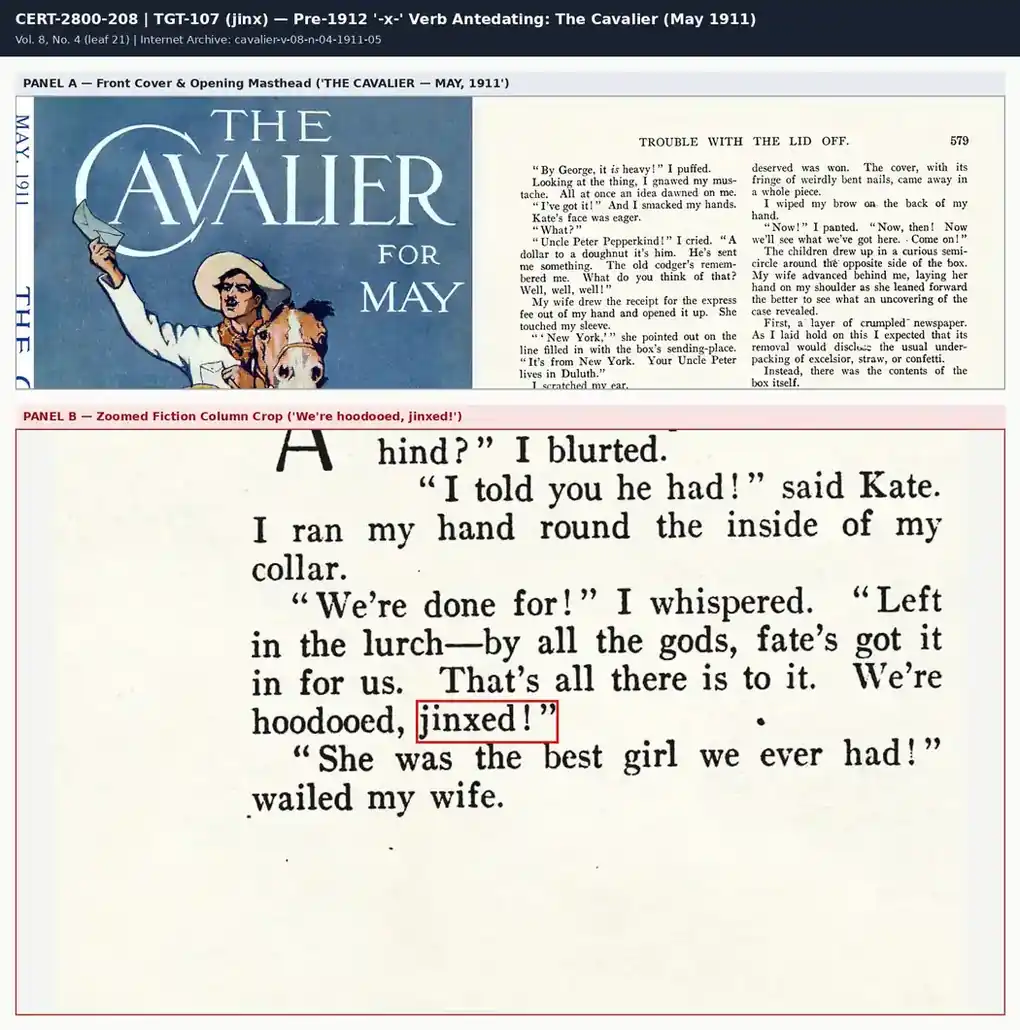 CERT-2800-208 | TGT-107 (jinx) — Pre-1912 '-x-' Verb Antedating: The Cavalier (May 1911)
Vol. 8, No. 4 (leaf 21) | Internet Archive: cavalier-v-08-n-04-1911-05
PANEL A — Front Cover & Opening Masthead ('THE CAVALIER — MAY, 1911')
MAY, 1911
THE
THE
CAVALIER
FOR
MAY
TROUBLE WITH THE LID OFF. 579
“By George, it is heavy!” I puffed.
Looking at the thing, I gnawed my mus-
tache. All at once an idea dawned on me.
“I've got it!” And I smacked my hands.
Kate's face was eager.
“What?”
“Uncle Peter Pepperkind!” I cried. “A
dollar to a doughnut it's him. He's sent
me something. The old codger's remem-
bered me. What do you think of that?
Well, well, well!”
My wife drew the receipt for the express
fee out of my hand and opened it up. She
touched my sleeve.
“‘New York,’” she pointed out on the
line filled in with the box's sending-place.
“It's from New York. Your Uncle Peter
lives in Duluth.”
I scratched my ear.
deserved was won. The cover, with its
fringe of weirdly bent nails, came away in
a whole piece.
I wiped my brow on the back of my
hand.
“Now!” I panted. “Now, then! Now
we'll see what we've got here. Come on!”
The children drew up in a curious semi-
circle around the opposite side of the box.
My wife advanced behind me, laying her
hand on my shoulder as she leaned forward
the better to see what an uncovering of the
case revealed.
First, a layer of crumpled newspaper.
As I laid hold on this I expected that its
removal would disclose the usual under-
packing of excelsior, straw, or confetti.
Instead, there was the contents of the
box itself.
PANEL B — Zoomed Fiction Column Crop ('We're hoodooed, jinxed!')
A hind?” I blurted.
“I told you he had!” said Kate.
I ran my hand round the inside of my
collar.
“We're done for!” I whispered. “Left
in the lurch—by all the gods, fate's got it
in for us. That's all there is to it. We're
hoodooed, jinxed!”
“She was the best girl we ever had!”
wailed my wife.